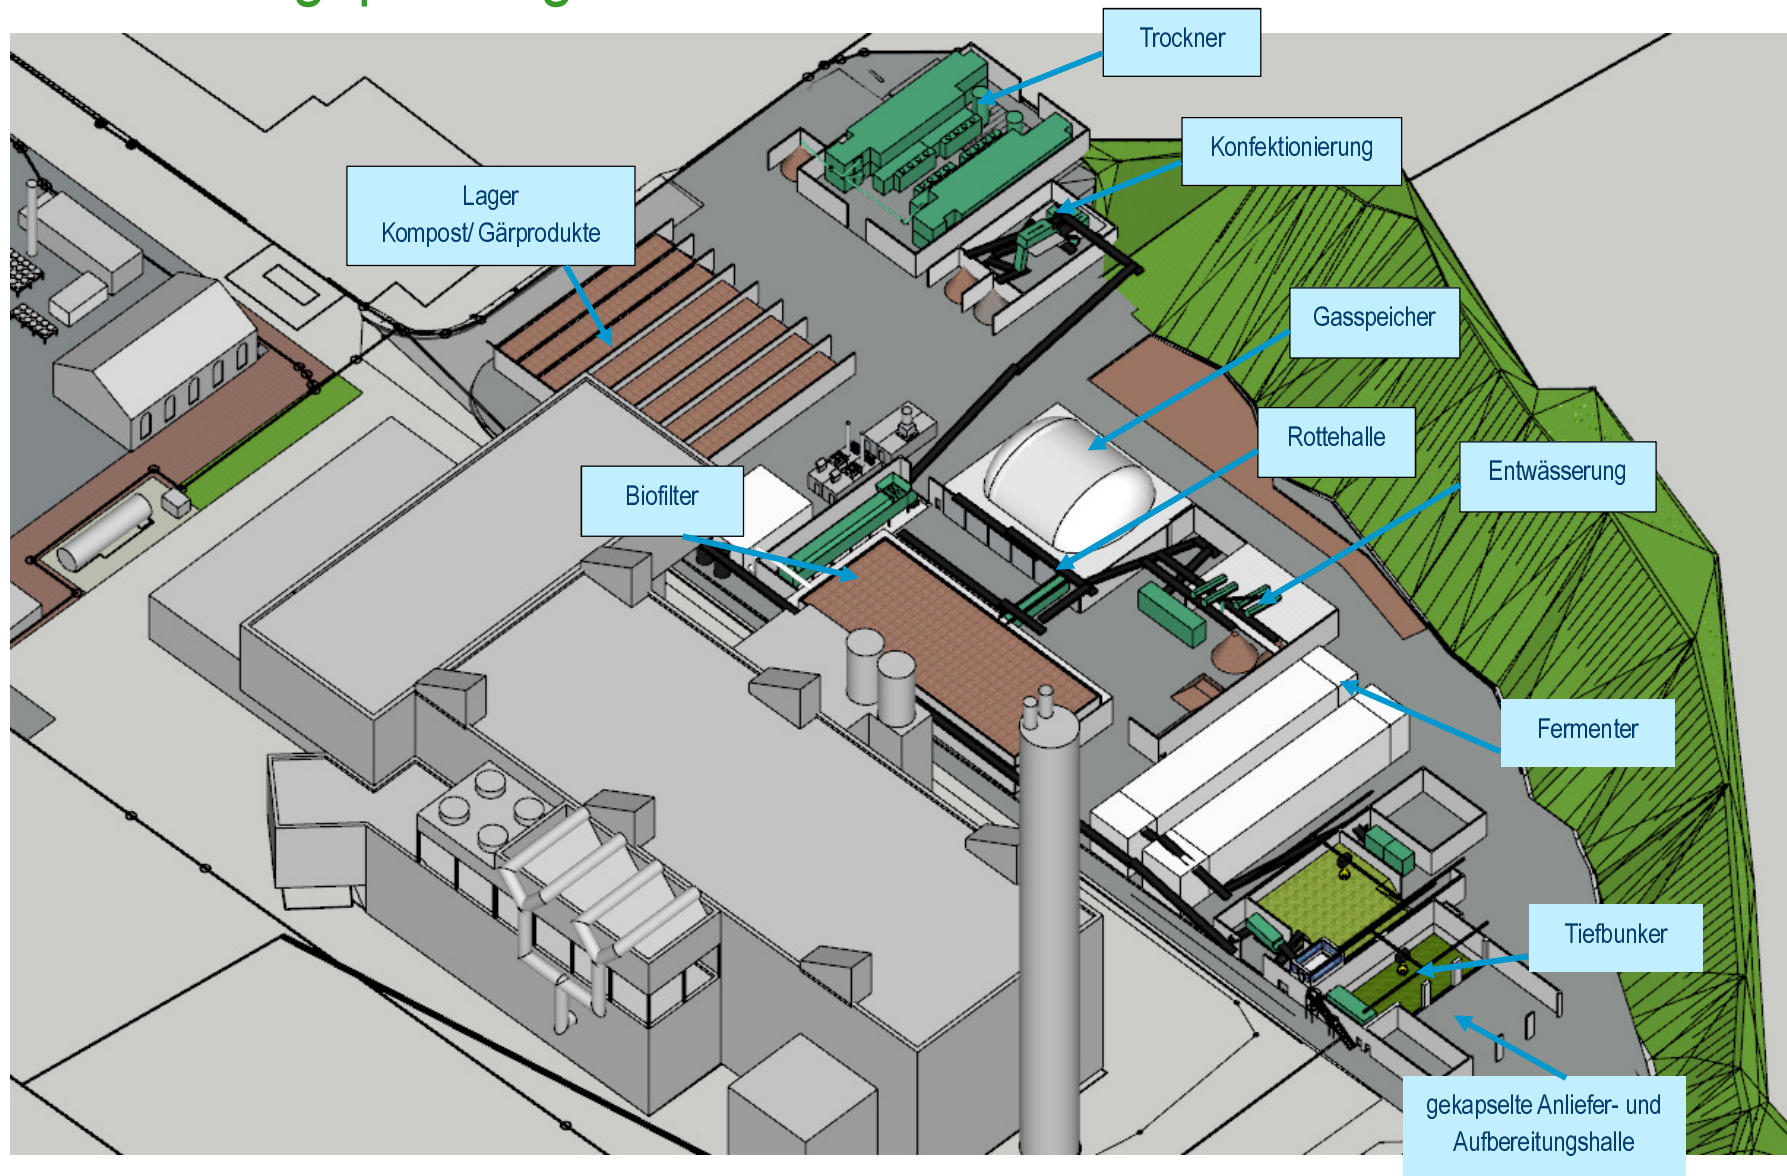 Trockner
Konfektionierung
Lager
Kompost/ Gärprodukte
Gasspeicher
Rottehalle
Entwässerung
Biofilter
Fermenter
Tiefbunker
gekapselte Anliefer- und
Aufbereitungshalle